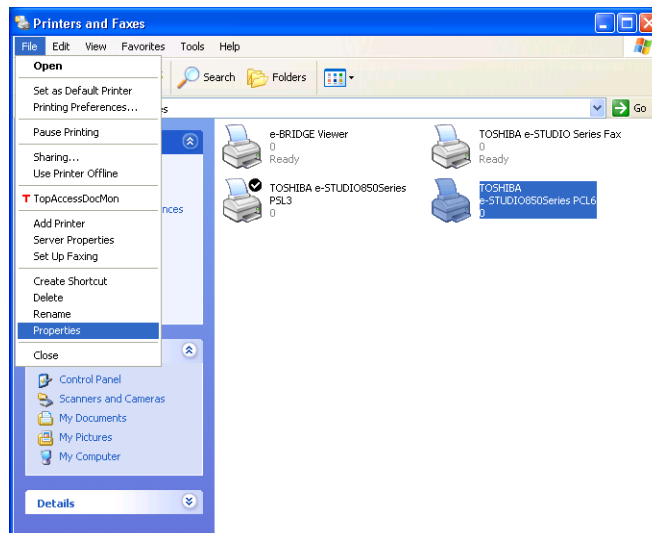 Printers and Faxes
File Edit View Favorites Tools Help
Search Folders
Go
Open
Set as Default Printer
Printing Preferences...
Pause Printing
Sharing...
Use Printer Offline
TopAccessDocMon
Add Printer
Server Properties
Set Up Faxing
Create Shortcut
Delete
Rename
Properties
Close
Control Panel
Scanners and Cameras
My Documents
My Pictures
My Computer
Details
e-BRIDGE Viewer
0
Ready
TOSHIBA e-STUDIO Series Fax
0
Ready
TOSHIBA e-STUDIO850Series
PSL3
0
TOSHIBA
e-STUDIO850Series PCL6
0